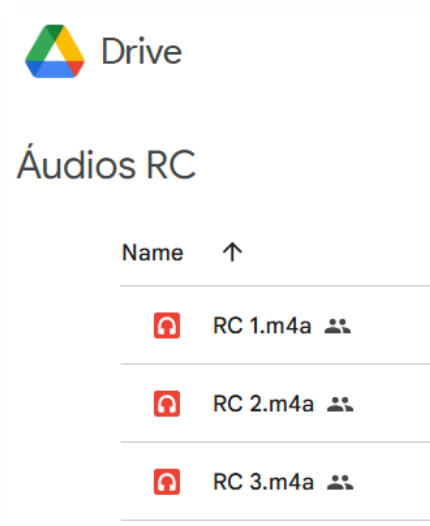 Drive
Áudios RC
Name
RC 1.m4a
RC 2.m4a
RC 3.m4a